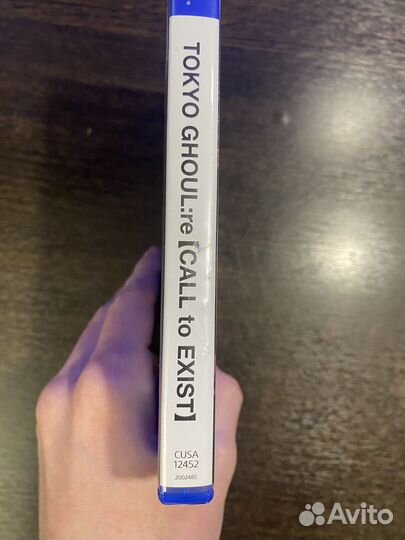 TOKYO GHOUL:re【CALL to EXIST】
CUSA
12452
2002485
Avito